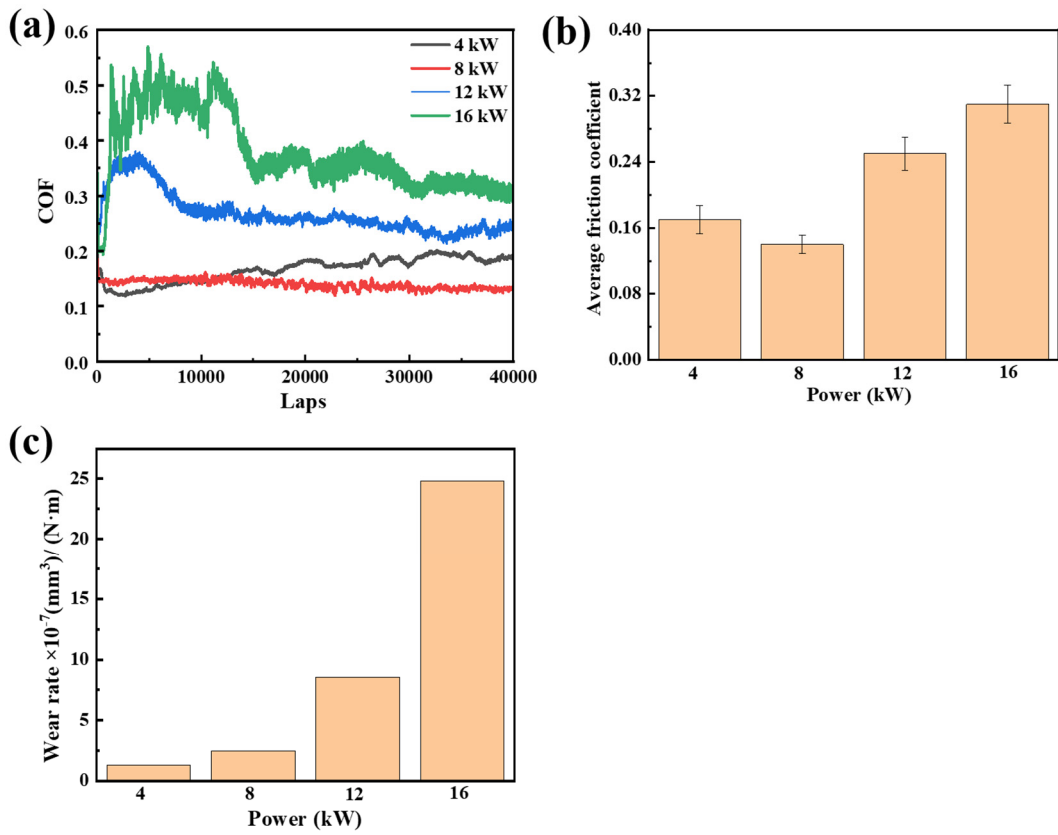 (a)
0.6
0.5
0.4
0.3
0.2
0.1
0.0
COF
4 kW
8 kW
12 kW
16 kW
0 10000 20000 30000 40000
Laps
(b)
0.40
0.32
0.24
0.16
0.08
0.00
Average friction coefficient
4 8 12 16
Power (kW)
(c)
25
20
15
10
5
0
Wear rate ×10⁻⁷(mm³)/ (N·m)
4 8 12 16
Power (kW)